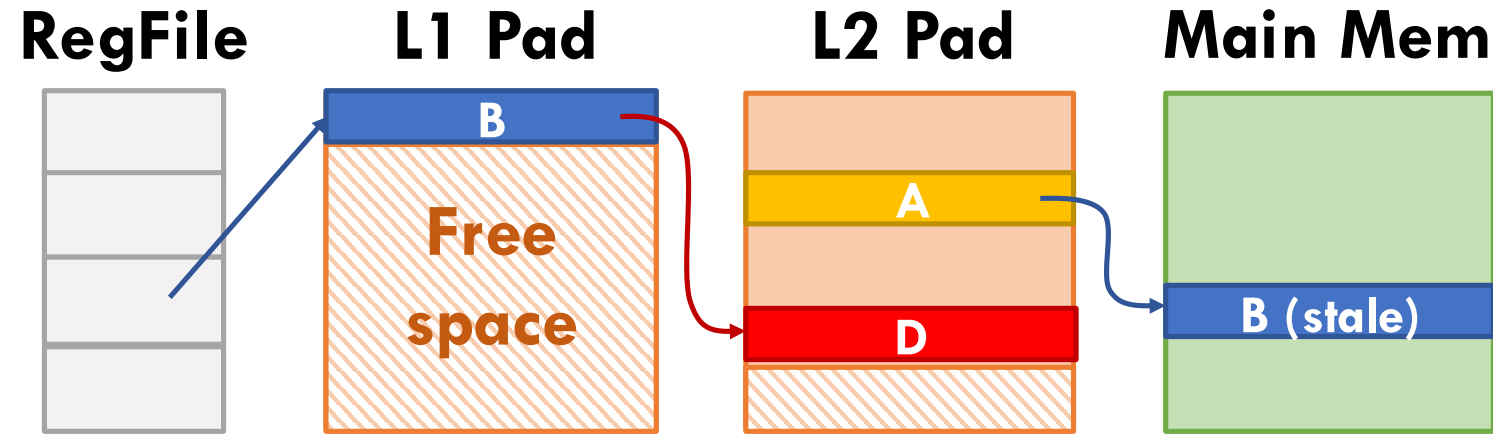 RegFile
L1 Pad
L2 Pad
Main Mem
B
Free
space
A
D
B (stale)